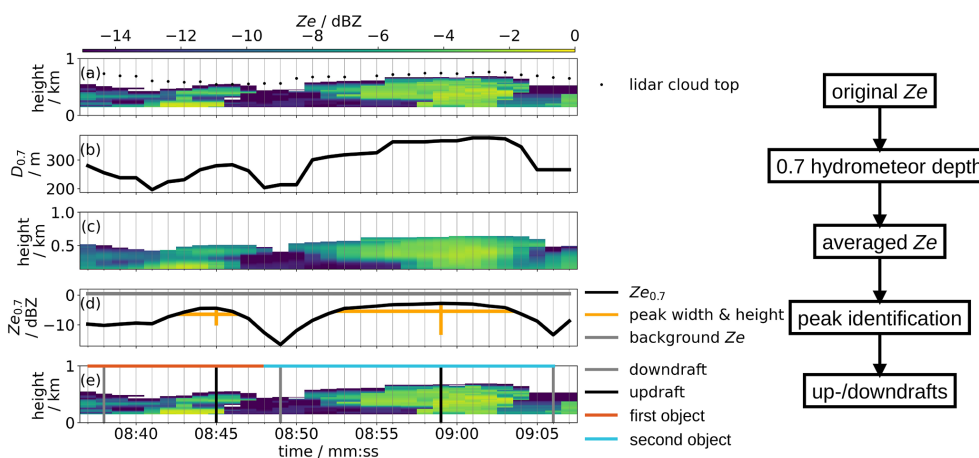 Ze / dBZ
−14 −12 −10 −8 −6 −4 −2 0
(a)
height / km
1
0
lidar cloud top
(b)
D0.7 / m
300
200
(c)
height / km
1.0
0.5
(d)
Ze0.7 / dBZ
0
−10
Ze0.7
peak width & height
background Ze
(e)
height / km
1
0
downdraft
updraft
first object
second object
08:40 08:45 08:50 08:55 09:00 09:05
time / mm:ss
original Ze
0.7 hydrometeor depth
averaged Ze
peak identification
up-/downdrafts